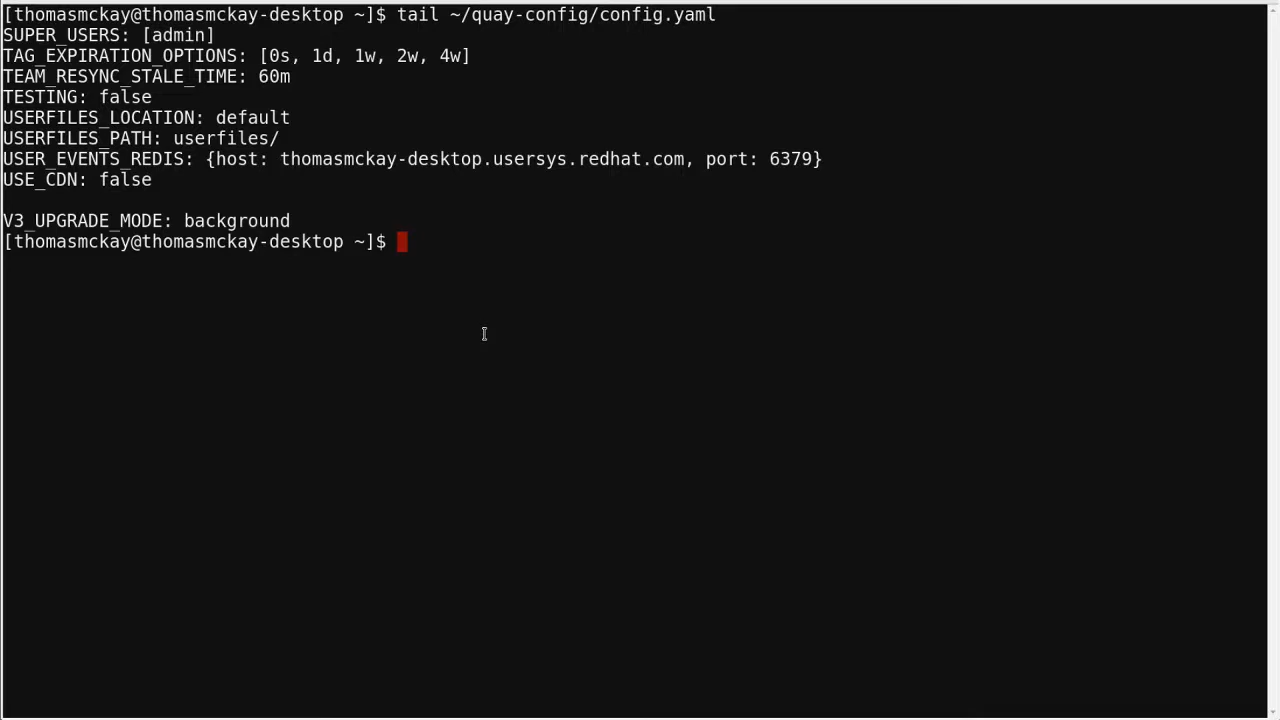 [thomasmckay@thomasmckay-desktop ~]$ tail ~/quay-config/config.yaml
SUPER_USERS: [admin]
TAG_EXPIRATION_OPTIONS: [0s, 1d, 1w, 2w, 4w]
TEAM_RESYNC_STALE_TIME: 60m
TESTING: false
USERFILES_LOCATION: default
USERFILES_PATH: userfiles/
USER_EVENTS_REDIS: {host: thomasmckay-desktop.usersys.redhat.com, port: 6379}
USE_CDN: false

V3_UPGRADE_MODE: background
[thomasmckay@thomasmckay-desktop ~]$